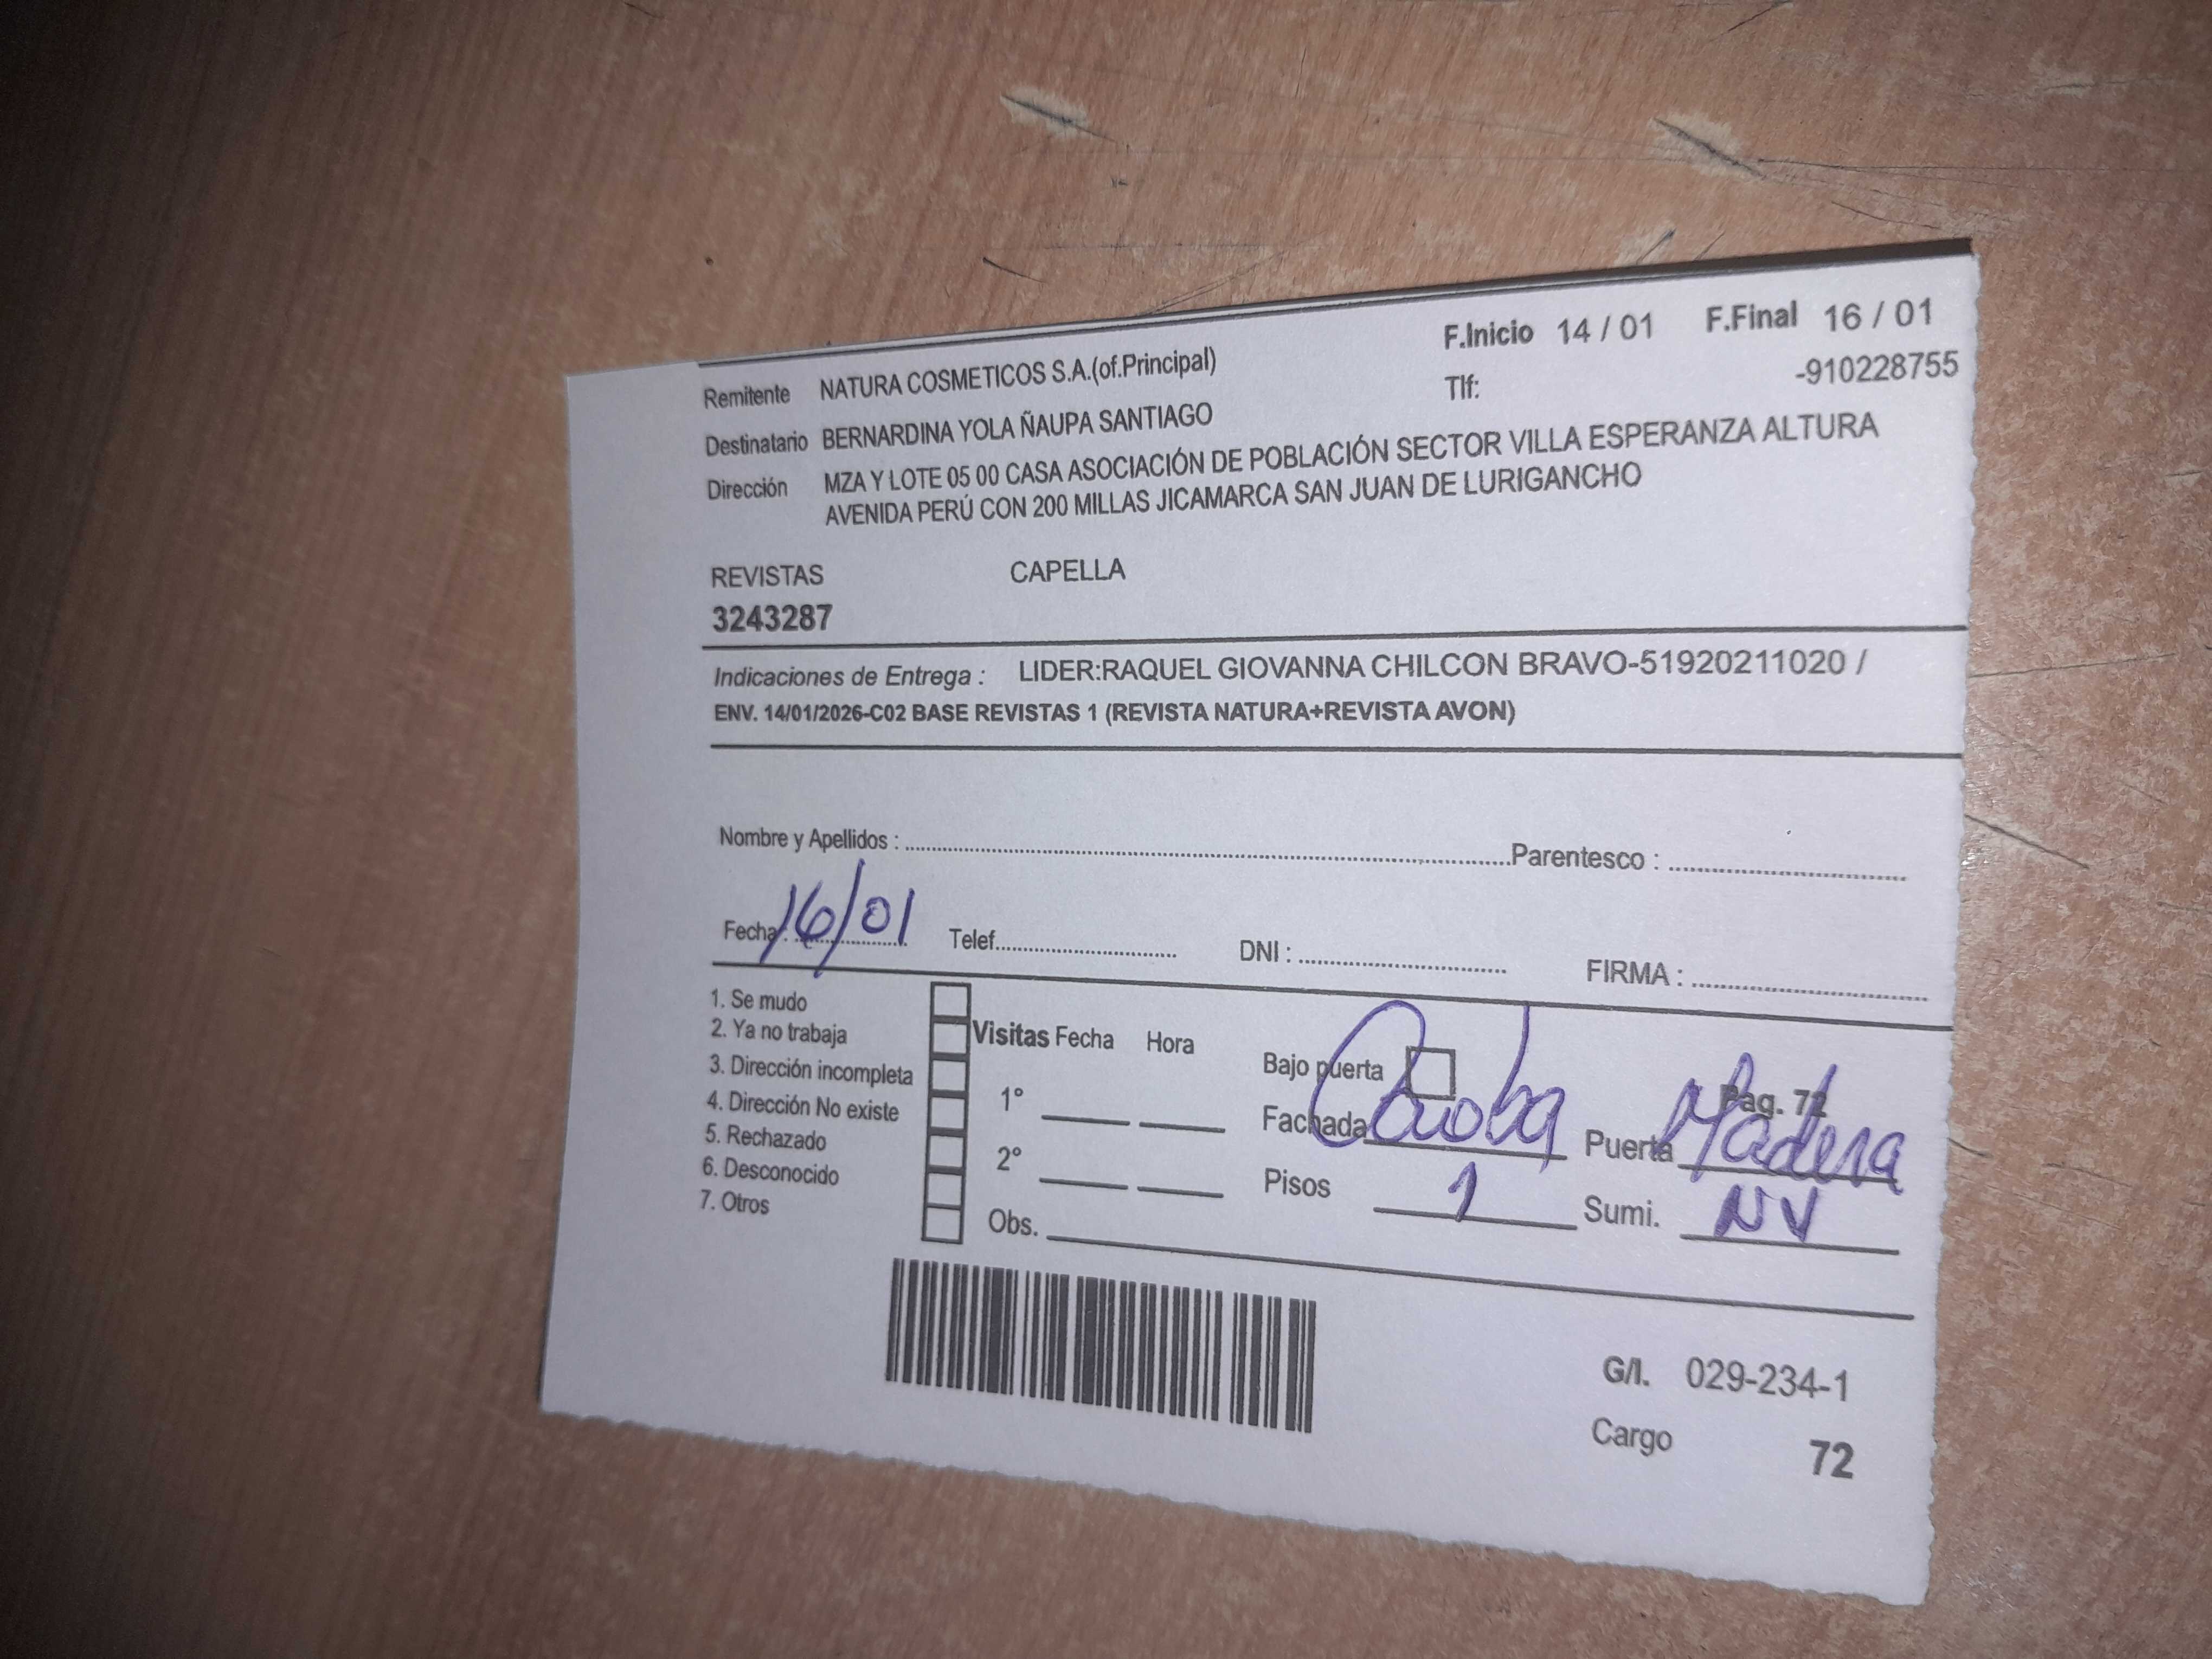 F.Inicio 14 / 01 F.Final 16 / 01
Remitente NATURA COSMETICOS S.A.(of.Principal) Tlf: -910228755
Destinatario BERNARDINA YOLA ÑAUPA SANTIAGO
Dirección MZA Y LOTE 05 00 CASA ASOCIACIÓN DE POBLACIÓN SECTOR VILLA ESPERANZA ALTURA
AVENIDA PERÚ CON 200 MILLAS JICAMARCA SAN JUAN DE LURIGANCHO
REVISTAS CAPELLA
3243287
Indicaciones de Entrega : LIDER:RAQUEL GIOVANNA CHILCON BRAVO-51920211020 /
ENV. 14/01/2026-C02 BASE REVISTAS 1 (REVISTA NATURA+REVISTA AVON)
Nombre y Apellidos : Parentesco :
Fecha : 16/01 Telef. DNI : FIRMA :
1. Se mudo
2. Ya no trabaja Visitas Fecha Hora Bajo puerta
3. Dirección incompleta Pag. 72
4. Dirección No existe 1° Fachada Caoba Puerta Madera
5. Rechazado
6. Desconocido 2° Pisos 1 Sumi. NV
7. Otros Obs.
G/I. 029-234-1
Cargo 72